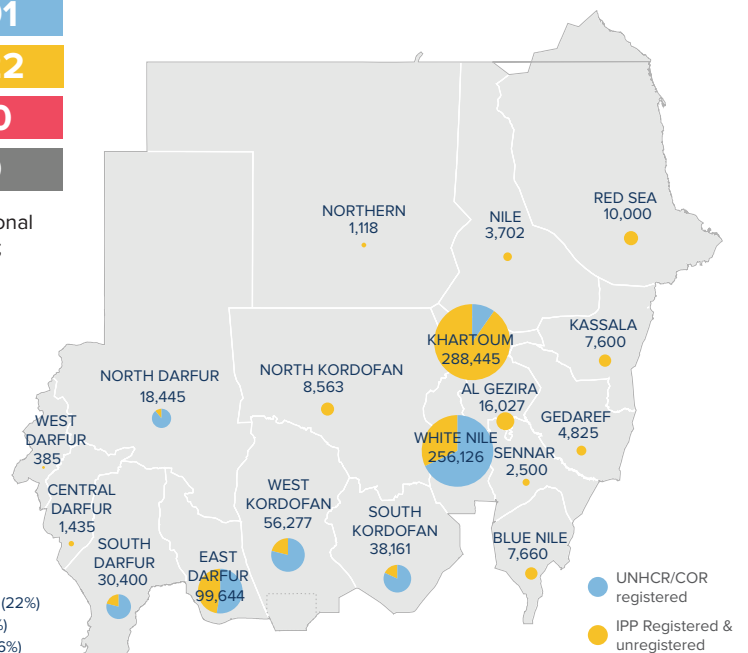 2
onal
NORTHERN
1,118
NILE
3,702
RED SEA
10,000
KHARTOUM
288,445
KASSALA
7,600
NORTH DARFUR
18,445
NORTH KORDOFAN
8,563
AL GEZIRA
16,027
GEDAREF
4,825
WEST
DARFUR
385
WHITE NILE
256,126
SENNAR
2,500
CENTRAL
DARFUR
1,435
WEST
KORDOFAN
56,277
SOUTH
KORDOFAN
38,161
SOUTH
DARFUR
30,400
EAST
DARFUR
99,644
BLUE NILE
7,660
(22%)
%)
6%)
UNHCR/COR
registered
IPP Registered &
unregistered